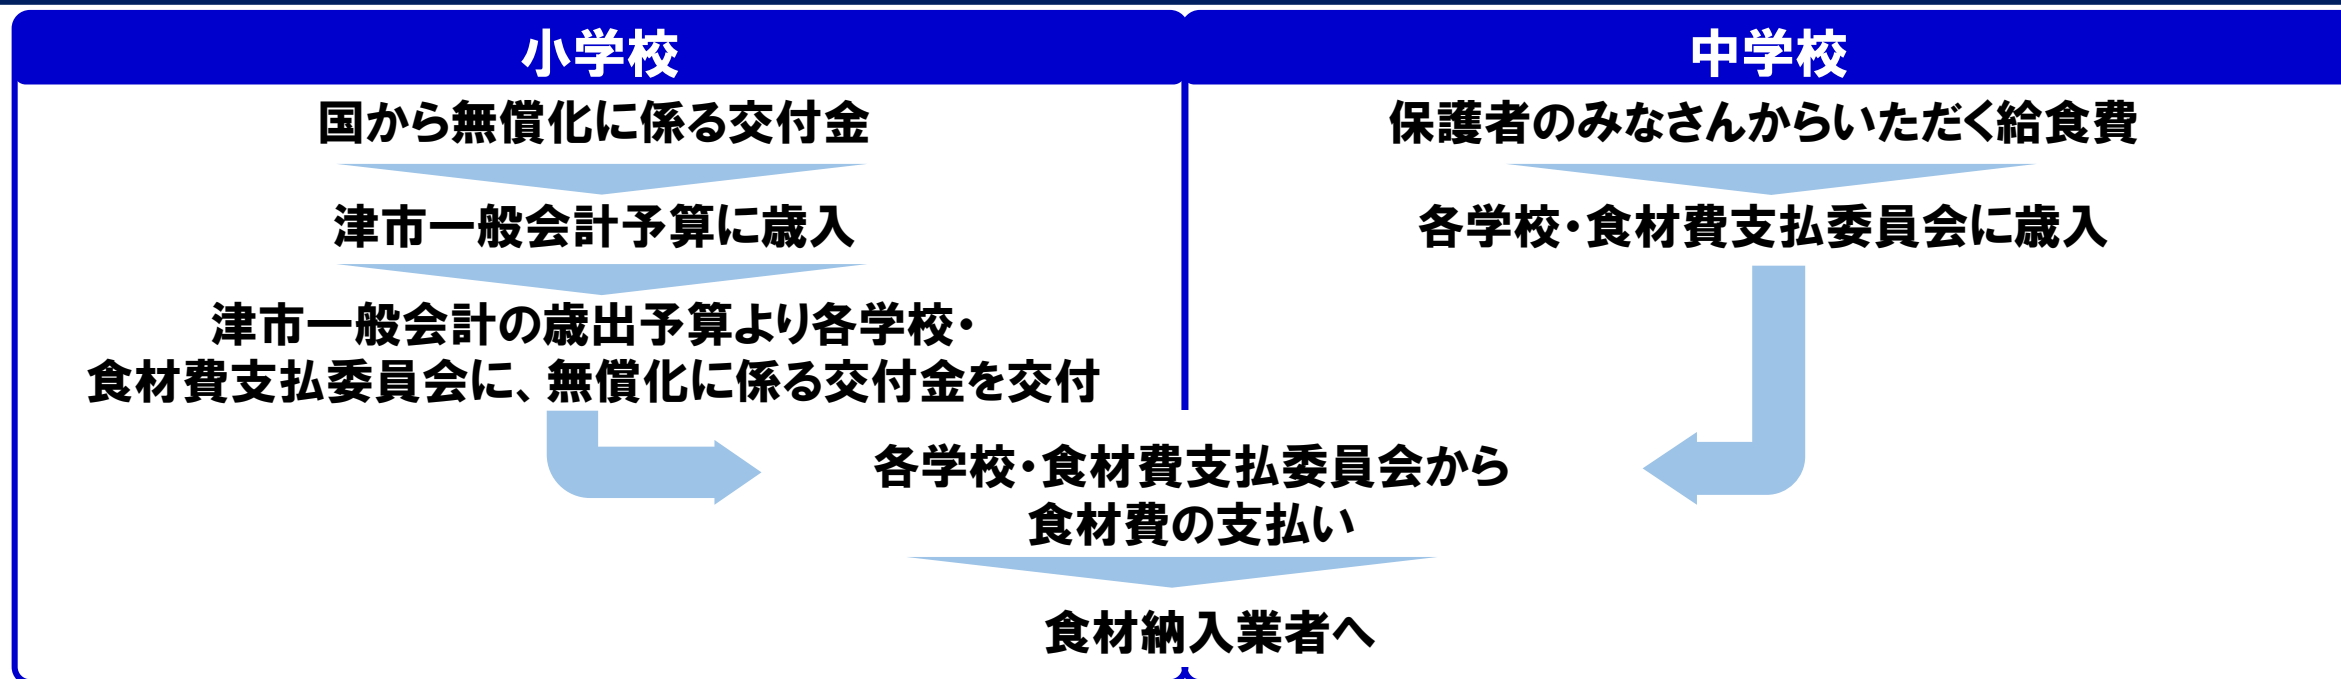 小学校
国から無償化に係る交付金
津市一般会計予算に歳入
津市一般会計の歳出予算より各学校・
食材費支払委員会に、無償化に係る交付金を交付
中学校
保護者のみなさんからいただく給食費
各学校・食材費支払委員会に歳入
各学校・食材費支払委員会から
食材費の支払い
食材納入業者へ